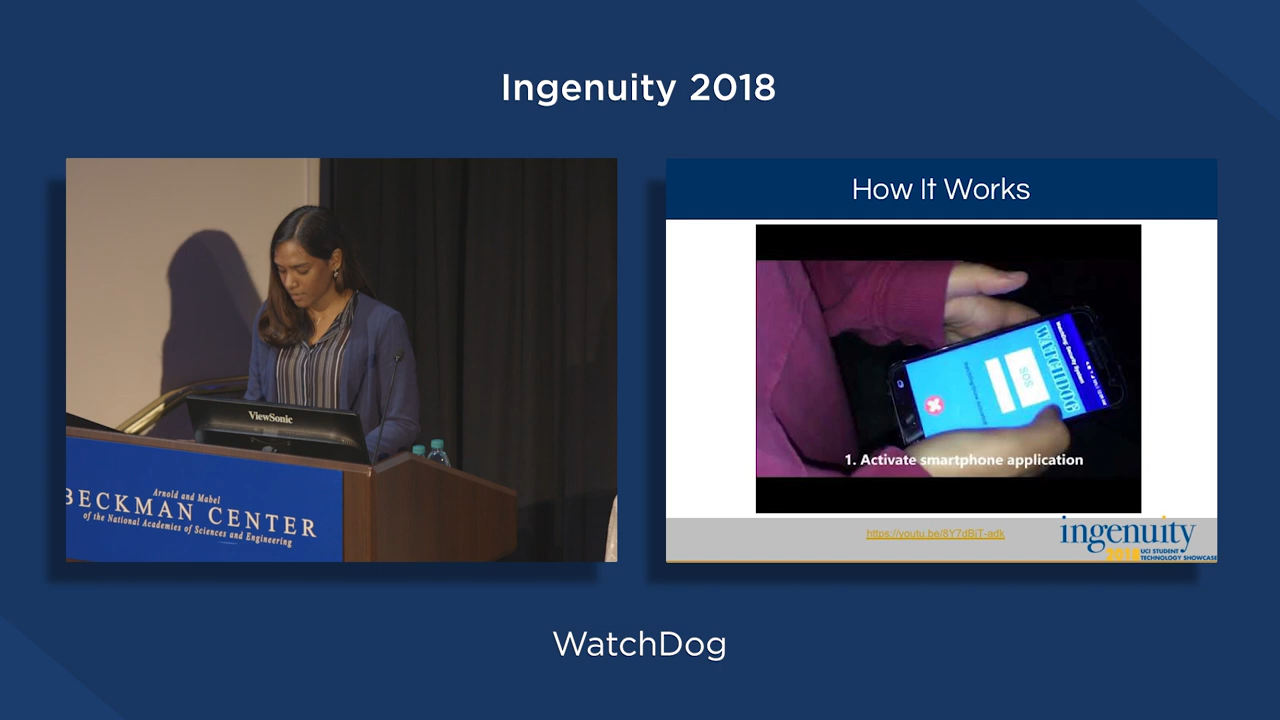 Ingenuity 2018
ViewSonic
Arnold and Mabel
BECKMAN CENTER
of the National Academies of Sciences and Engineering
How It Works
WATCHDOG
SOS
1. Activate smartphone application
https://youtu.be/8Y7dBjT-adk
ingenuity
2018 UCI STUDENT
TECHNOLOGY SHOWCASE
WatchDog